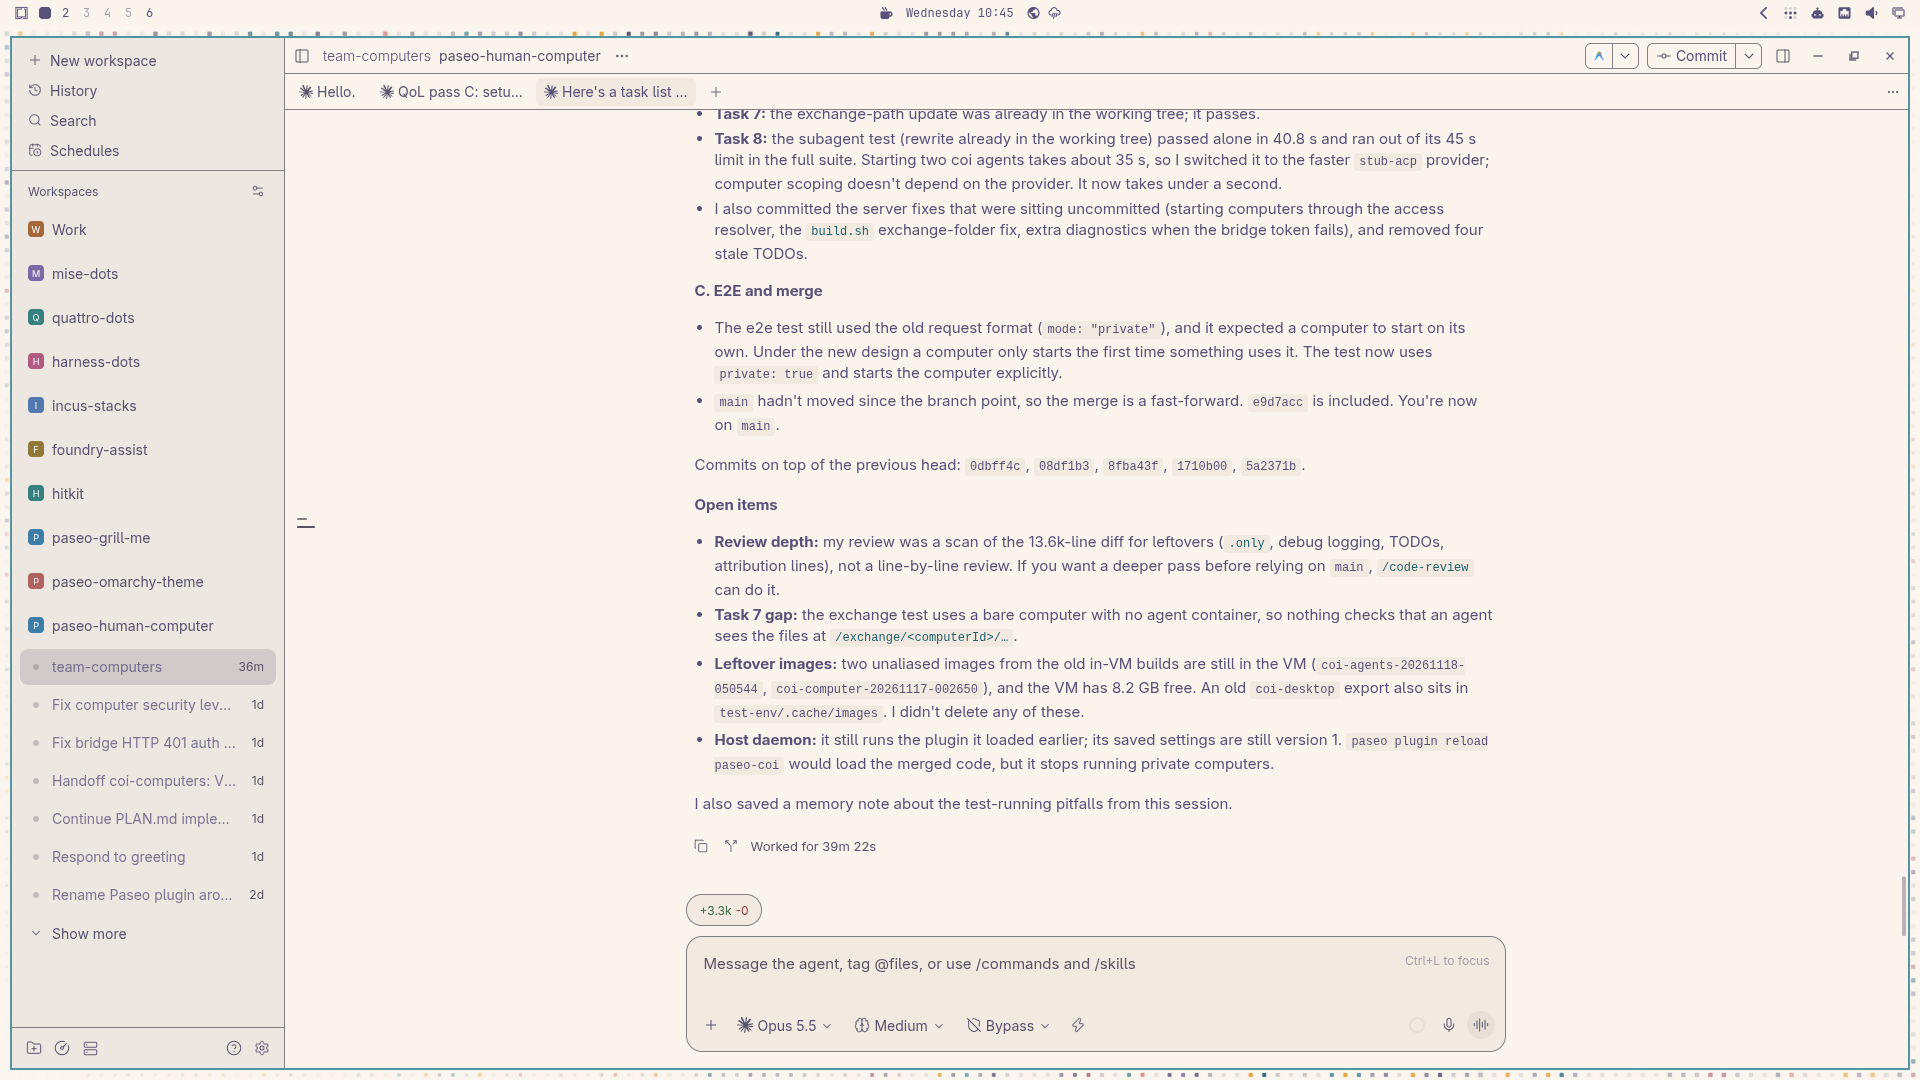 2 3 4 5 6
Wednesday 10:45
New workspace
History
Search
Schedules
Workspaces
W Work
M mise-dots
Q quattro-dots
H harness-dots
I incus-stacks
F foundry-assist
H hitkit
P paseo-grill-me
P paseo-omarchy-theme
P paseo-human-computer
team-computers 36m
Fix computer security lev... 1d
Fix bridge HTTP 401 auth ... 1d
Handoff coi-computers: V... 1d
Continue PLAN.md imple... 1d
Respond to greeting 1d
Rename Paseo plugin aro... 2d
Show more
team-computers paseo-human-computer ...
Commit
Hello.
QoL pass C: setu...
Here's a task list ...
• Task 7: the exchange-path update was already in the working tree; it passes.
• Task 8: the subagent test (rewrite already in the working tree) passed alone in 40.8 s and ran out of its 45 s
limit in the full suite. Starting two coi agents takes about 35 s, so I switched it to the faster stub-acp provider;
computer scoping doesn't depend on the provider. It now takes under a second.
• I also committed the server fixes that were sitting uncommitted (starting computers through the access
resolver, the build.sh exchange-folder fix, extra diagnostics when the bridge token fails), and removed four
stale TODOs.
C. E2E and merge
• The e2e test still used the old request format ( mode: "private" ), and it expected a computer to start on its
own. Under the new design a computer only starts the first time something uses it. The test now uses
private: true and starts the computer explicitly.
• main hadn't moved since the branch point, so the merge is a fast-forward. e9d7acc is included. You're now
on main .
Commits on top of the previous head: 0dbff4c , 08df1b3 , 8fba43f , 1710b00 , 5a2371b .
Open items
• Review depth: my review was a scan of the 13.6k-line diff for leftovers ( .only , debug logging, TODOs,
attribution lines), not a line-by-line review. If you want a deeper pass before relying on main , /code-review
can do it.
• Task 7 gap: the exchange test uses a bare computer with no agent container, so nothing checks that an agent
sees the files at /exchange/<computerId>/… .
• Leftover images: two unaliased images from the old in-VM builds are still in the VM ( coi-agents-20261118-
050544 , coi-computer-20261117-002650 ), and the VM has 8.2 GB free. An old coi-desktop export also sits in
test-env/.cache/images . I didn't delete any of these.
• Host daemon: it still runs the plugin it loaded earlier; its saved settings are still version 1. paseo plugin reload
paseo-coi would load the merged code, but it stops running private computers.
I also saved a memory note about the test-running pitfalls from this session.
Worked for 39m 22s
+3.3k -0
Message the agent, tag @files, or use /commands and /skills
Ctrl+L to focus
Opus 5.5
Medium
Bypass